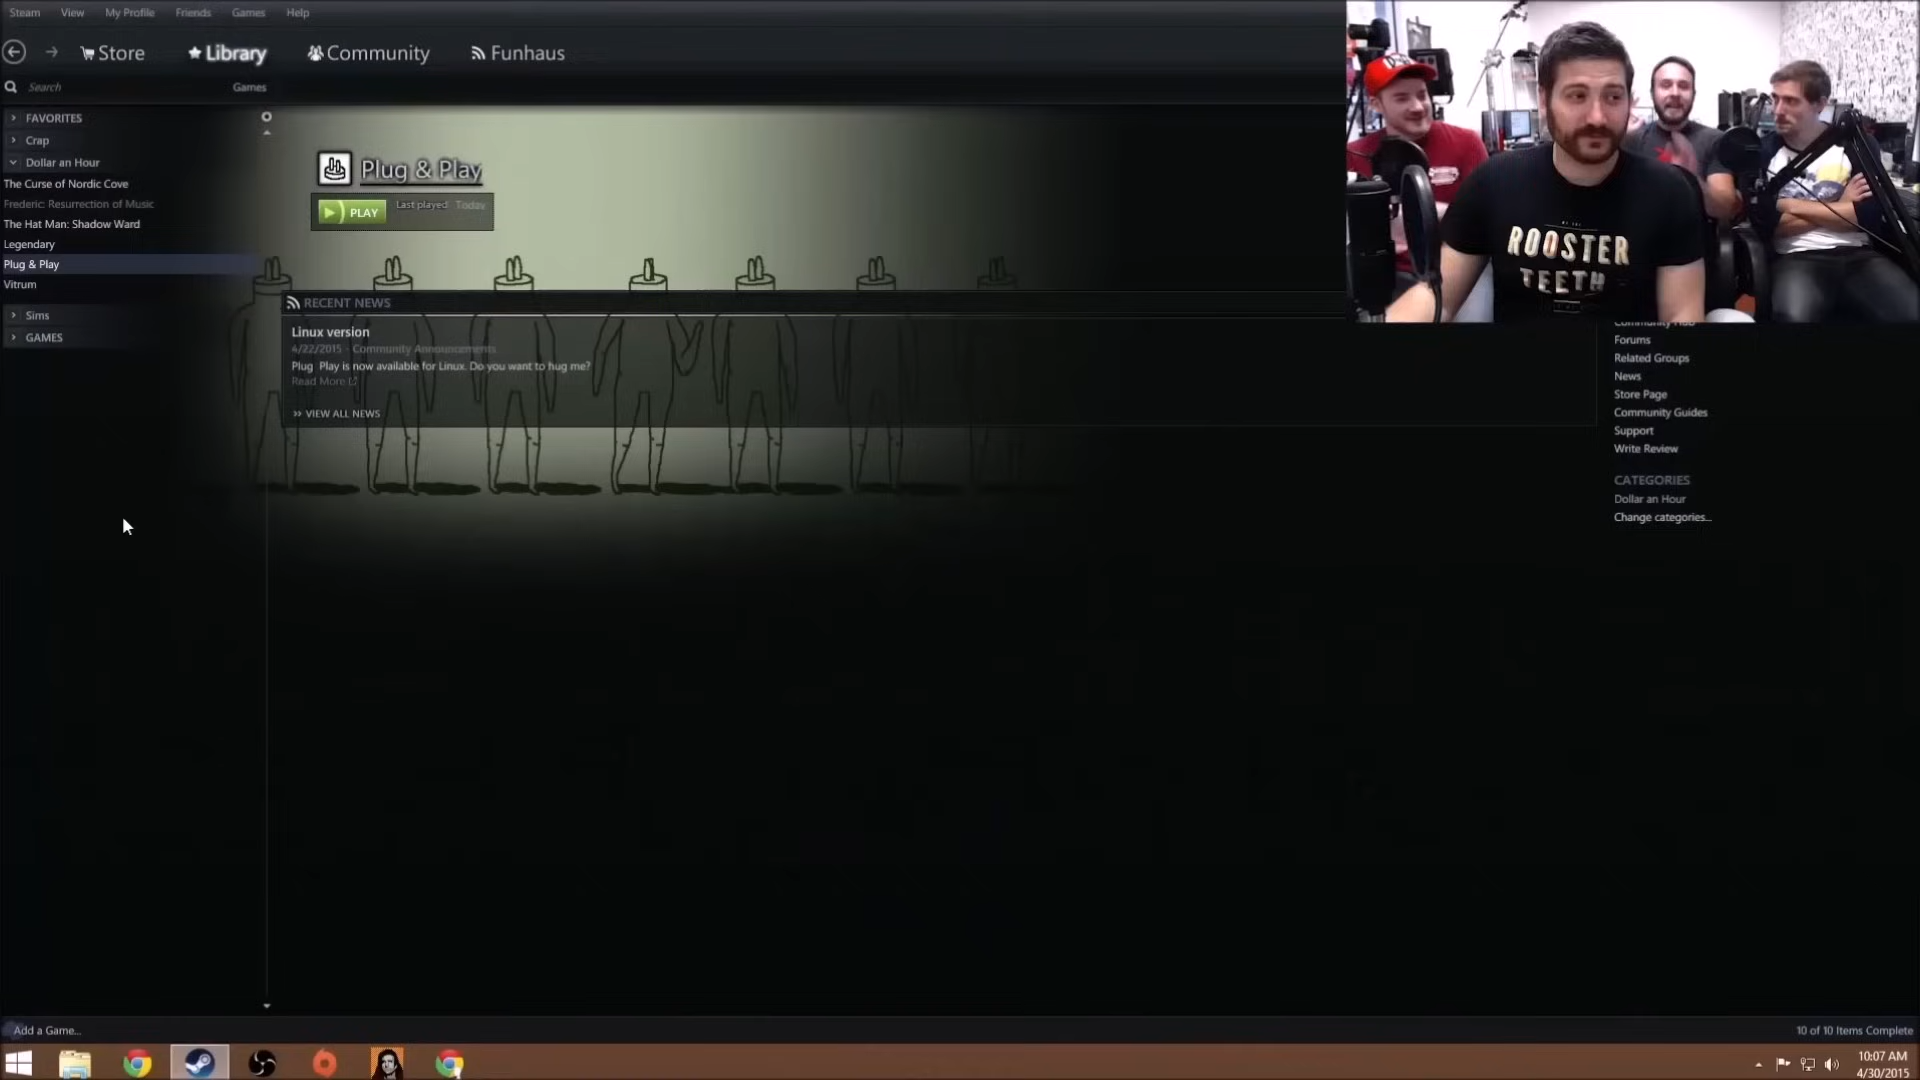 Steam View My Profile Friends Games Help
Store Library Community Funhaus
Search Games
FAVORITES
Crap
Dollar an Hour
The Curse of Nordic Cove
Frederic: Resurrection of Music
The Hat Man: Shadow Ward
Legendary
Plug & Play
Vitrum
Sims
GAMES
Plug & Play
PLAY Last played Today
RECENT NEWS
Linux version
4/22/2015 - Community Announcements
Plug Play is now available for Linux. Do you want to hug me?
Read More
>> VIEW ALL NEWS
ROOSTER
TEETH
Community Hub
Forums
Related Groups
News
Store Page
Community Guides
Support
Write Review
CATEGORIES
Dollar an Hour
Change categories...
Add a Game...
10 of 10 Items Complete
10:07 AM
4/30/2015